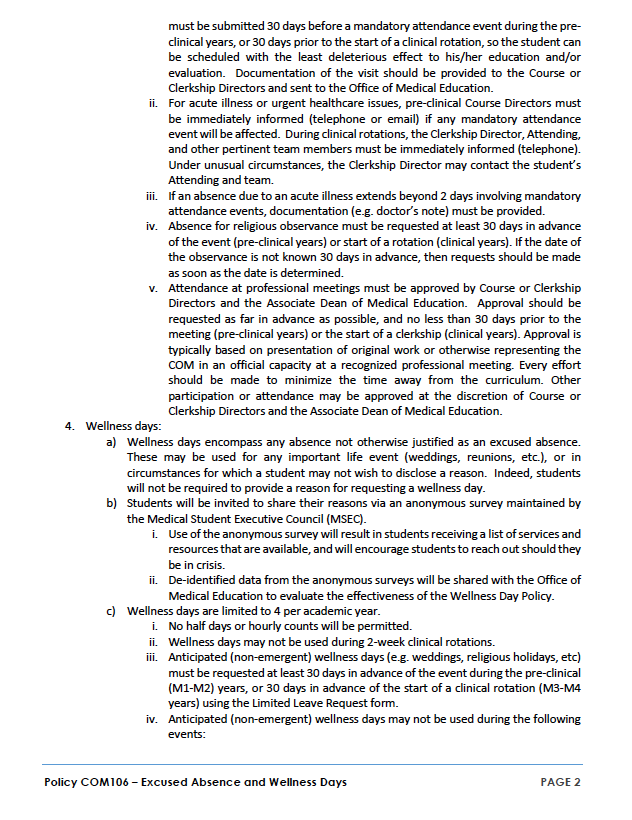 must be submitted 30 days before a mandatory attendance event during the pre-
clinical years, or 30 days prior to the start of a clinical rotation, so the student can
be scheduled with the least deleterious effect to his/her education and/or
evaluation. Documentation of the visit should be provided to the Course or
Clerkship Directors and sent to the Office of Medical Education.
ii. For acute illness or urgent healthcare issues, pre-clinical Course Directors must
be immediately informed (telephone or email) if any mandatory attendance
event will be affected. During clinical rotations, the Clerkship Director, Attending,
and other pertinent team members must be immediately informed (telephone).
Under unusual circumstances, the Clerkship Director may contact the student's
Attending and team.
iii. If an absence due to an acute illness extends beyond 2 days involving mandatory
attendance events, documentation (e.g. doctor's note) must be provided.
iv. Absence for religious observance must be requested at least 30 days in advance
of the event (pre-clinical years) or start of a rotation (clinical years). If the date of
the observance is not known 30 days in advance, then requests should be made
as soon as the date is determined.
v. Attendance at professional meetings must be approved by Course or Clerkship
Directors and the Associate Dean of Medical Education. Approval should be
requested as far in advance as possible, and no less than 30 days prior to the
meeting (pre-clinical years) or the start of a clerkship (clinical years). Approval is
typically based on presentation of original work or otherwise representing the
COM in an official capacity at a recognized professional meeting. Every effort
should be made to minimize the time away from the curriculum. Other
participation or attendance may be approved at the discretion of Course or
Clerkship Directors and the Associate Dean of Medical Education.
4. Wellness days:
a) Wellness days encompass any absence not otherwise justified as an excused absence.
These may be used for any important life event (weddings, reunions, etc.), or in
circumstances for which a student may not wish to disclose a reason. Indeed, students
will not be required to provide a reason for requesting a wellness day.
b) Students will be invited to share their reasons via an anonymous survey maintained by
the Medical Student Executive Council (MSEC).
i. Use of the anonymous survey will result in students receiving a list of services and
resources that are available, and will encourage students to reach out should they
be in crisis.
ii. De-identified data from the anonymous surveys will be shared with the Office of
Medical Education to evaluate the effectiveness of the Wellness Day Policy.
c) Wellness days are limited to 4 per academic year.
i. No half days or hourly counts will be permitted.
ii. Wellness days may not be used during 2-week clinical rotations.
iii. Anticipated (non-emergent) wellness days (e.g. weddings, religious holidays, etc)
must be requested at least 30 days in advance of the event during the pre-clinical
(M1-M2) years, or 30 days in advance of the start of a clinical rotation (M3-M4
years) using the Limited Leave Request form.
iv. Anticipated (non-emergent) wellness days may not be used during the following
events:
Policy COM106 – Excused Absence and Wellness Days PAGE 2